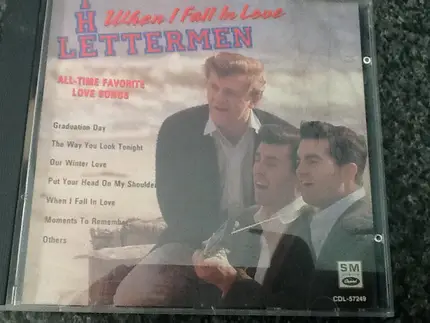 THE
When I Fall In Love
LETTERMEN
ALL-TIME FAVORITE
LOVE SONGS
Graduation Day
The Way You Look Tonight
Our Winter Love
Put Your Head On My Shoulder
When I Fall In Love
Moments To Remember
Others
SM
Capitol
CDL-57249